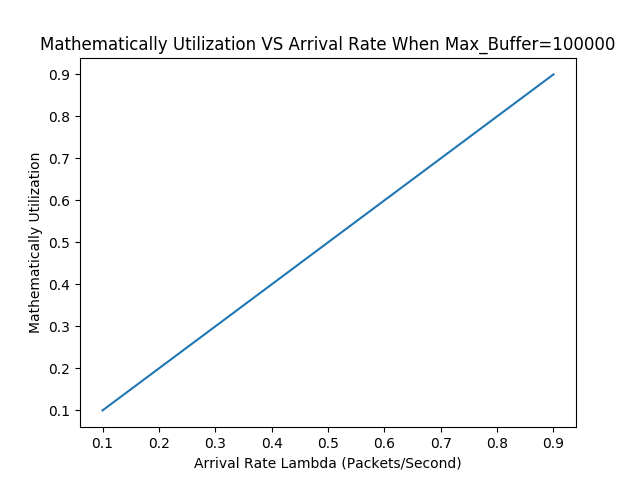 Mathematically Utilization VS Arrival Rate When Max_Buffer=100000
Mathematically Utilization
0.9
0.8
0.7
0.6
0.5
0.4
0.3
0.2
0.1
0.1 0.2 0.3 0.4 0.5 0.6 0.7 0.8 0.9
Arrival Rate Lambda (Packets/Second)